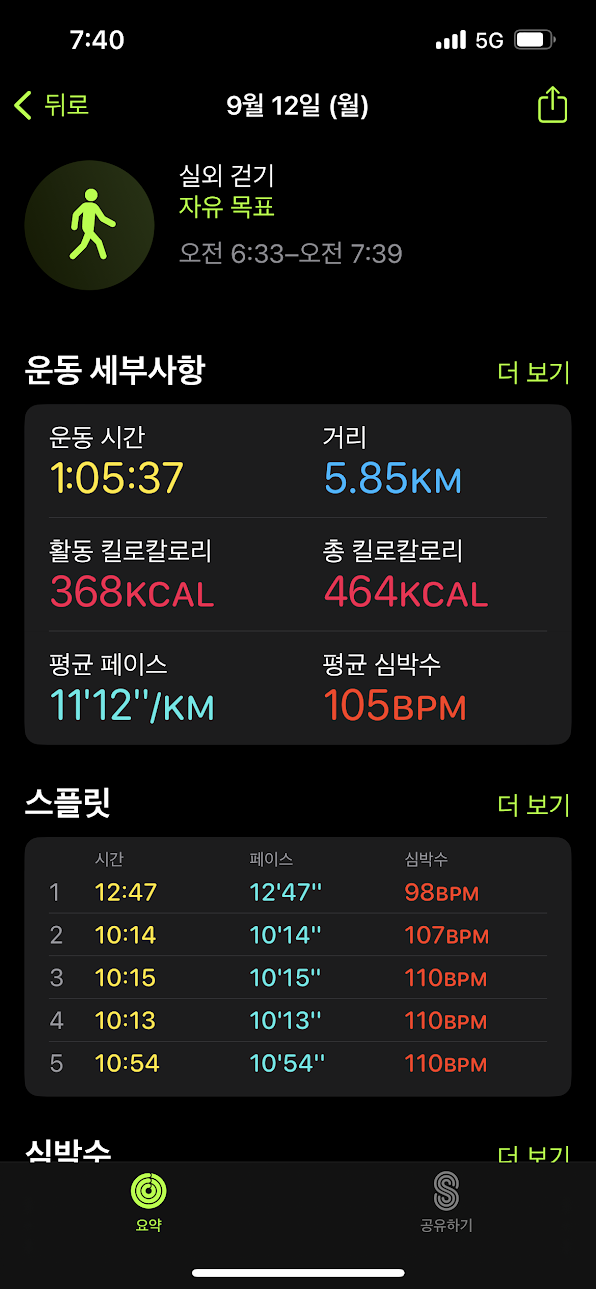 7:40 5G
뒤로 9월 12일 (월)
실외 걷기
자유 목표
오전 6:33–오전 7:39
운동 세부사항 더 보기
운동 시간 거리
1:05:37 5.85KM
활동 킬로칼로리 총 킬로칼로리
368KCAL 464KCAL
평균 페이스 평균 심박수
11'12''/KM 105BPM
스플릿 더 보기
시간 페이스 심박수
1 12:47 12'47'' 98BPM
2 10:14 10'14'' 107BPM
3 10:15 10'15'' 110BPM
4 10:13 10'13'' 110BPM
5 10:54 10'54'' 110BPM
심박수 더 보기
요약 공유하기